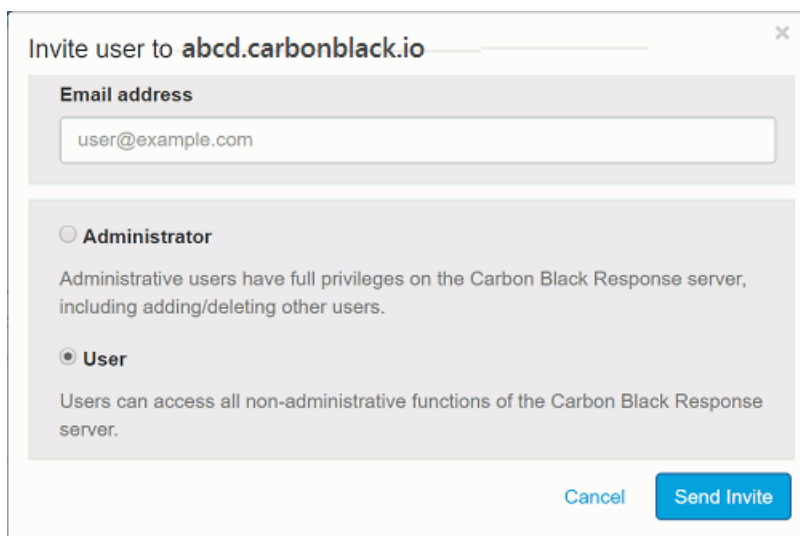 Invite user to abcd.carbonblack.io
×
Email address
user@example.com
Administrator
Administrative users have full privileges on the Carbon Black Response server,
including adding/deleting other users.
User
Users can access all non-administrative functions of the Carbon Black Response
server.
Cancel
Send Invite